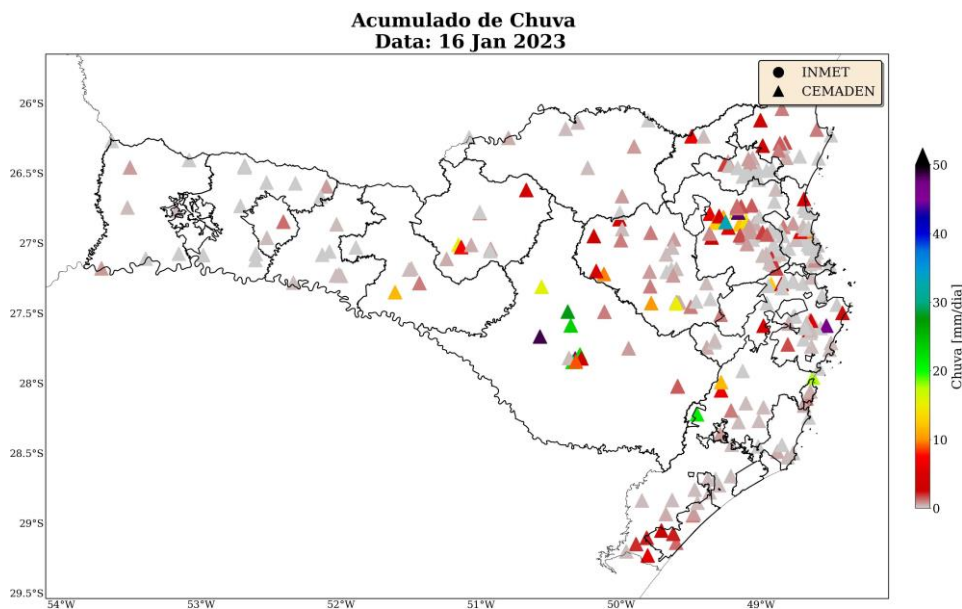 Acumulado de Chuva
Data: 16 Jan 2023
INMET
CEMADEN
26°S
26.5°S
27°S
27.5°S
28°S
28.5°S
29°S
29.5°S
54°W
53°W
52°W
51°W
50°W
49°W
50
40
30
20
10
0
Chuva [mm/dia]